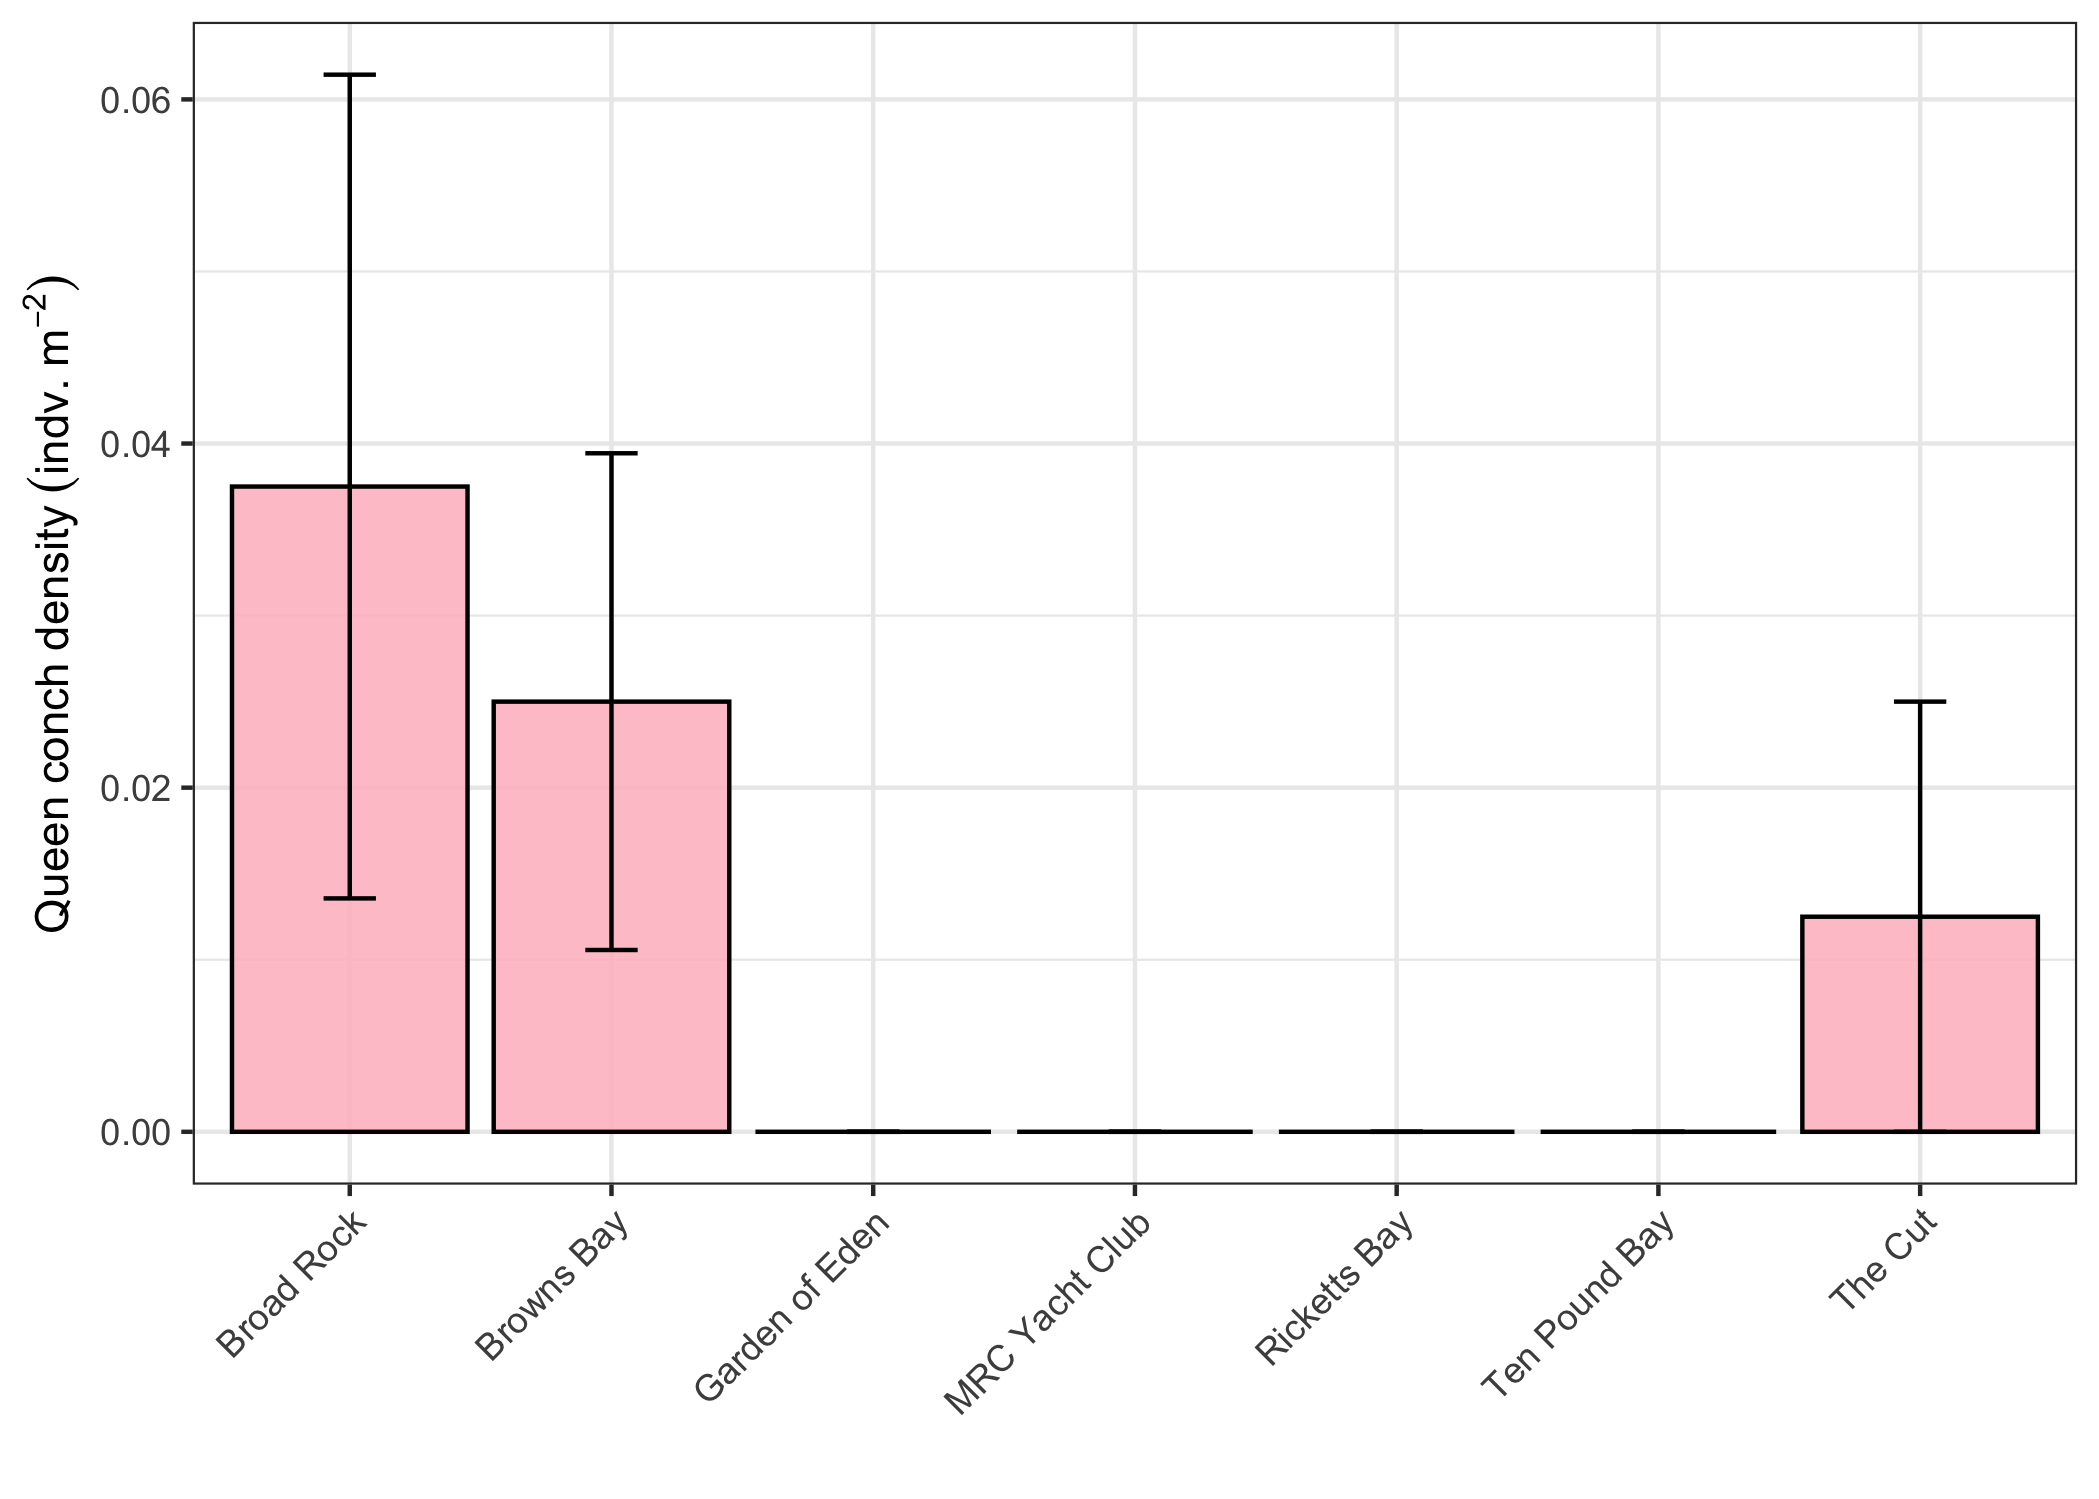 Queen conch density (indv. m⁻²)
0.06
0.04
0.02
0.00
Broad Rock
Browns Bay
Garden of Eden
MRC Yacht Club
Ricketts Bay
Ten Pound Bay
The Cut